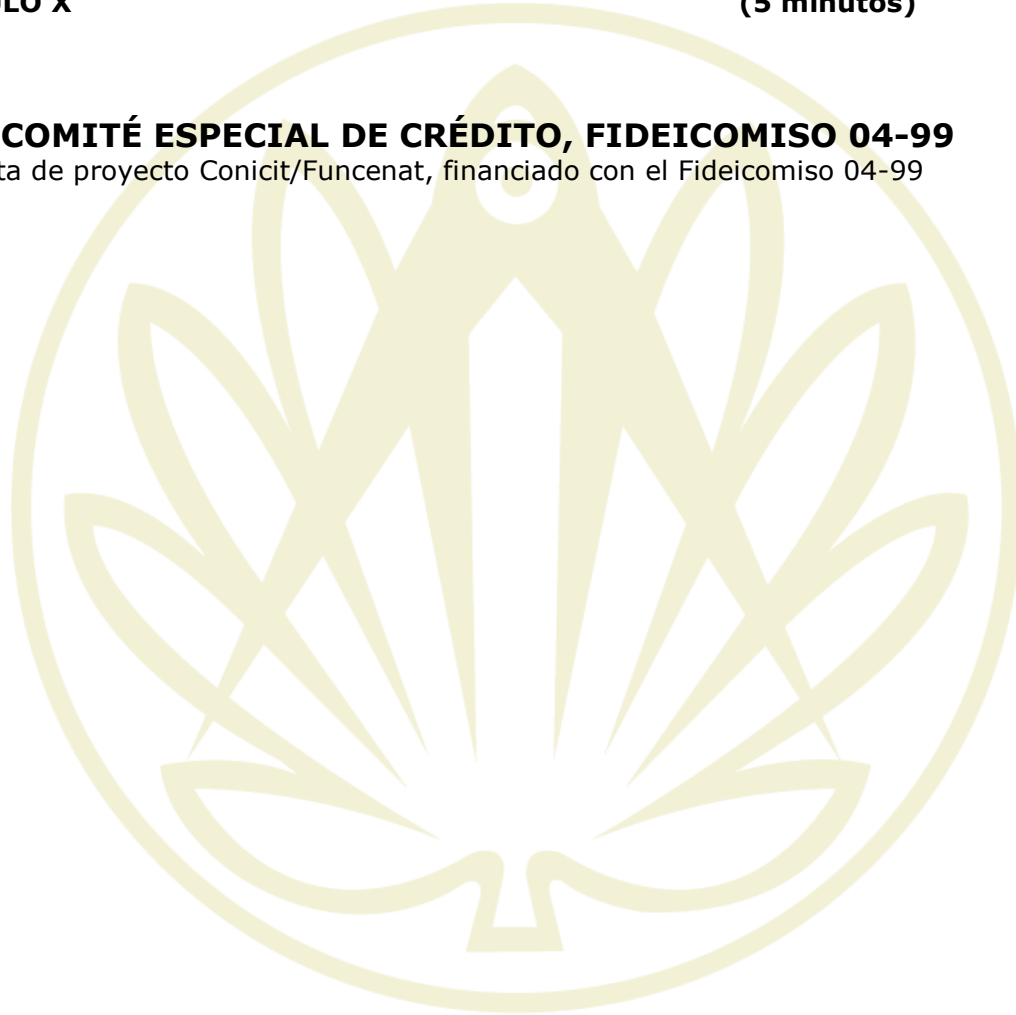 ULO X (5 minutos)
COMITÉ ESPECIAL DE CRÉDITO, FIDEICOMISO 04-99
ta de proyecto Conicit/Funcenat, financiado con el Fideicomiso 04-99